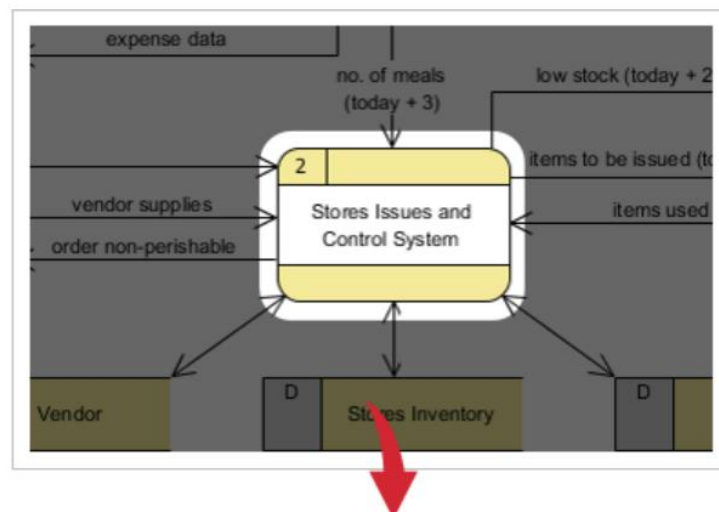 expense data
no. of meals
(today + 3)
low stock (today + 2
2
items to be issued (to
vendor supplies
Stores Issues and
Control System
items used
order non-perishable
D
D
Vendor
Stores Inventory